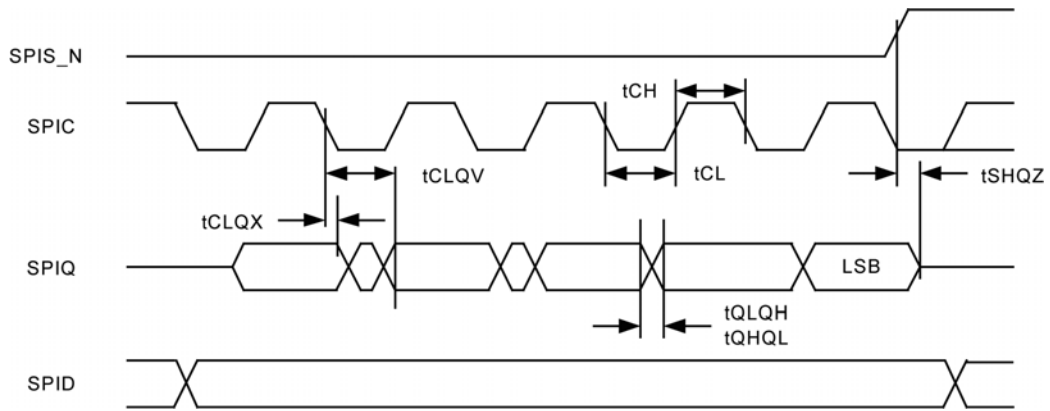 SPIS_N
tCH
SPIC
tCLQV
tCL
tSHQZ
tCLQX
SPIQ
LSB
tQLQH
tQHQL
SPID